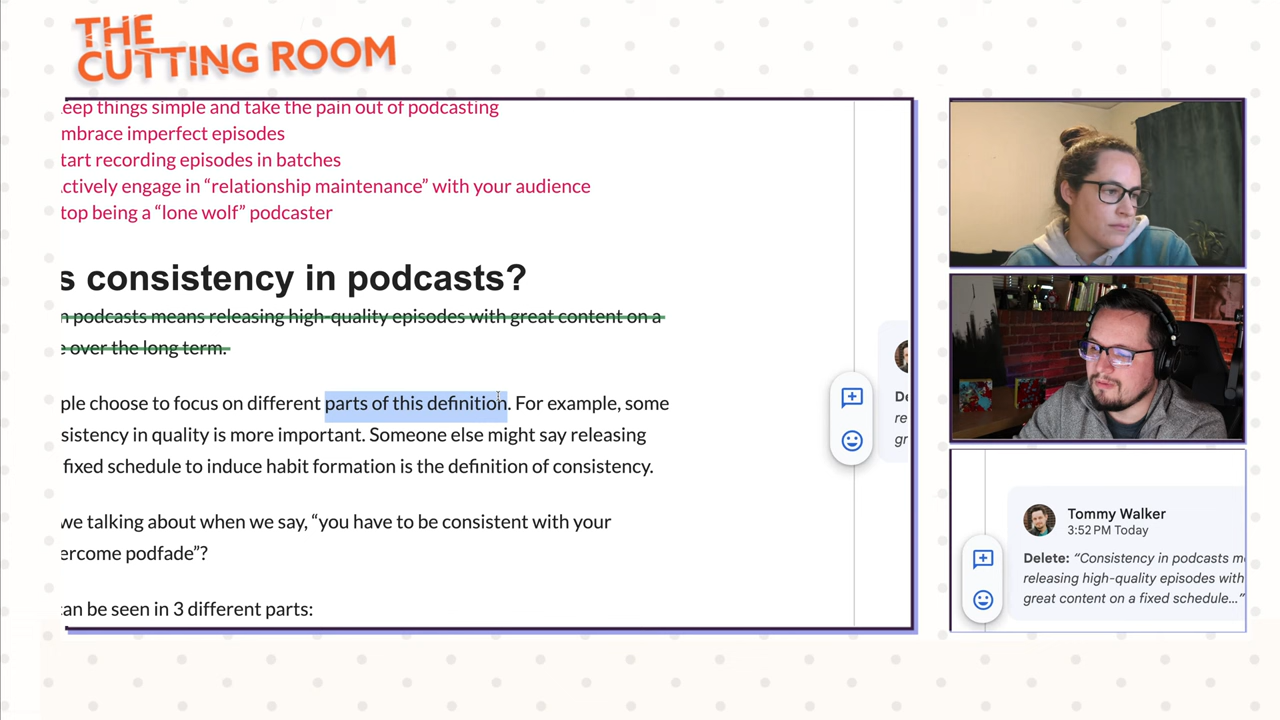 THE
CUTTING ROOM
eep things simple and take the pain out of podcasting
mbrace imperfect episodes
tart recording episodes in batches
ctively engage in “relationship maintenance” with your audience
top being a “lone wolf” podcaster
s consistency in podcasts?
n podcasts means releasing high-quality episodes with great content on a
e over the long term.
ple choose to focus on different parts of this definition. For example, some
sistency in quality is more important. Someone else might say releasing
fixed schedule to induce habit formation is the definition of consistency.
we talking about when we say, “you have to be consistent with your
ercome podfade”?
can be seen in 3 different parts:
De
re
gr
Tommy Walker
3:52 PM Today
Delete: “Consistency in podcasts m
releasing high-quality episodes with
great content on a fixed schedule...”